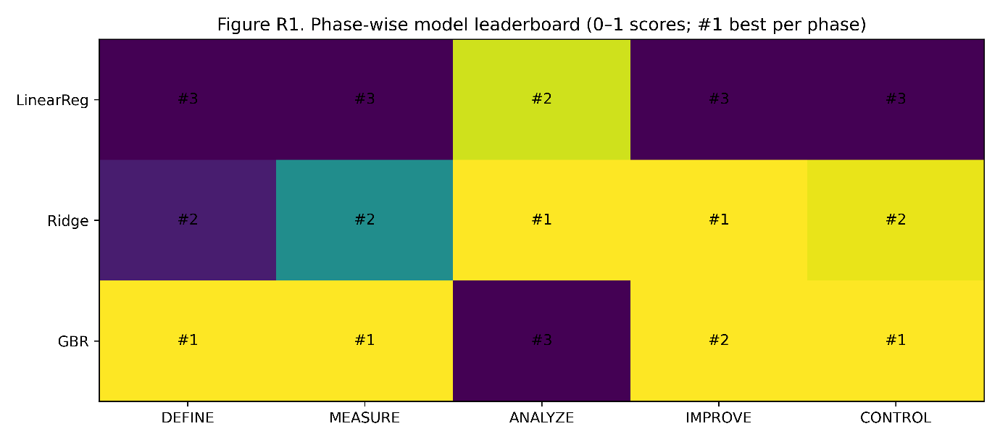 Figure R1. Phase-wise model leaderboard (0–1 scores; #1 best per phase)
LinearReg #3 #3 #2 #3 #3
Ridge #2 #2 #1 #1 #2
GBR #1 #1 #3 #2 #1
DEFINE MEASURE ANALYZE IMPROVE CONTROL